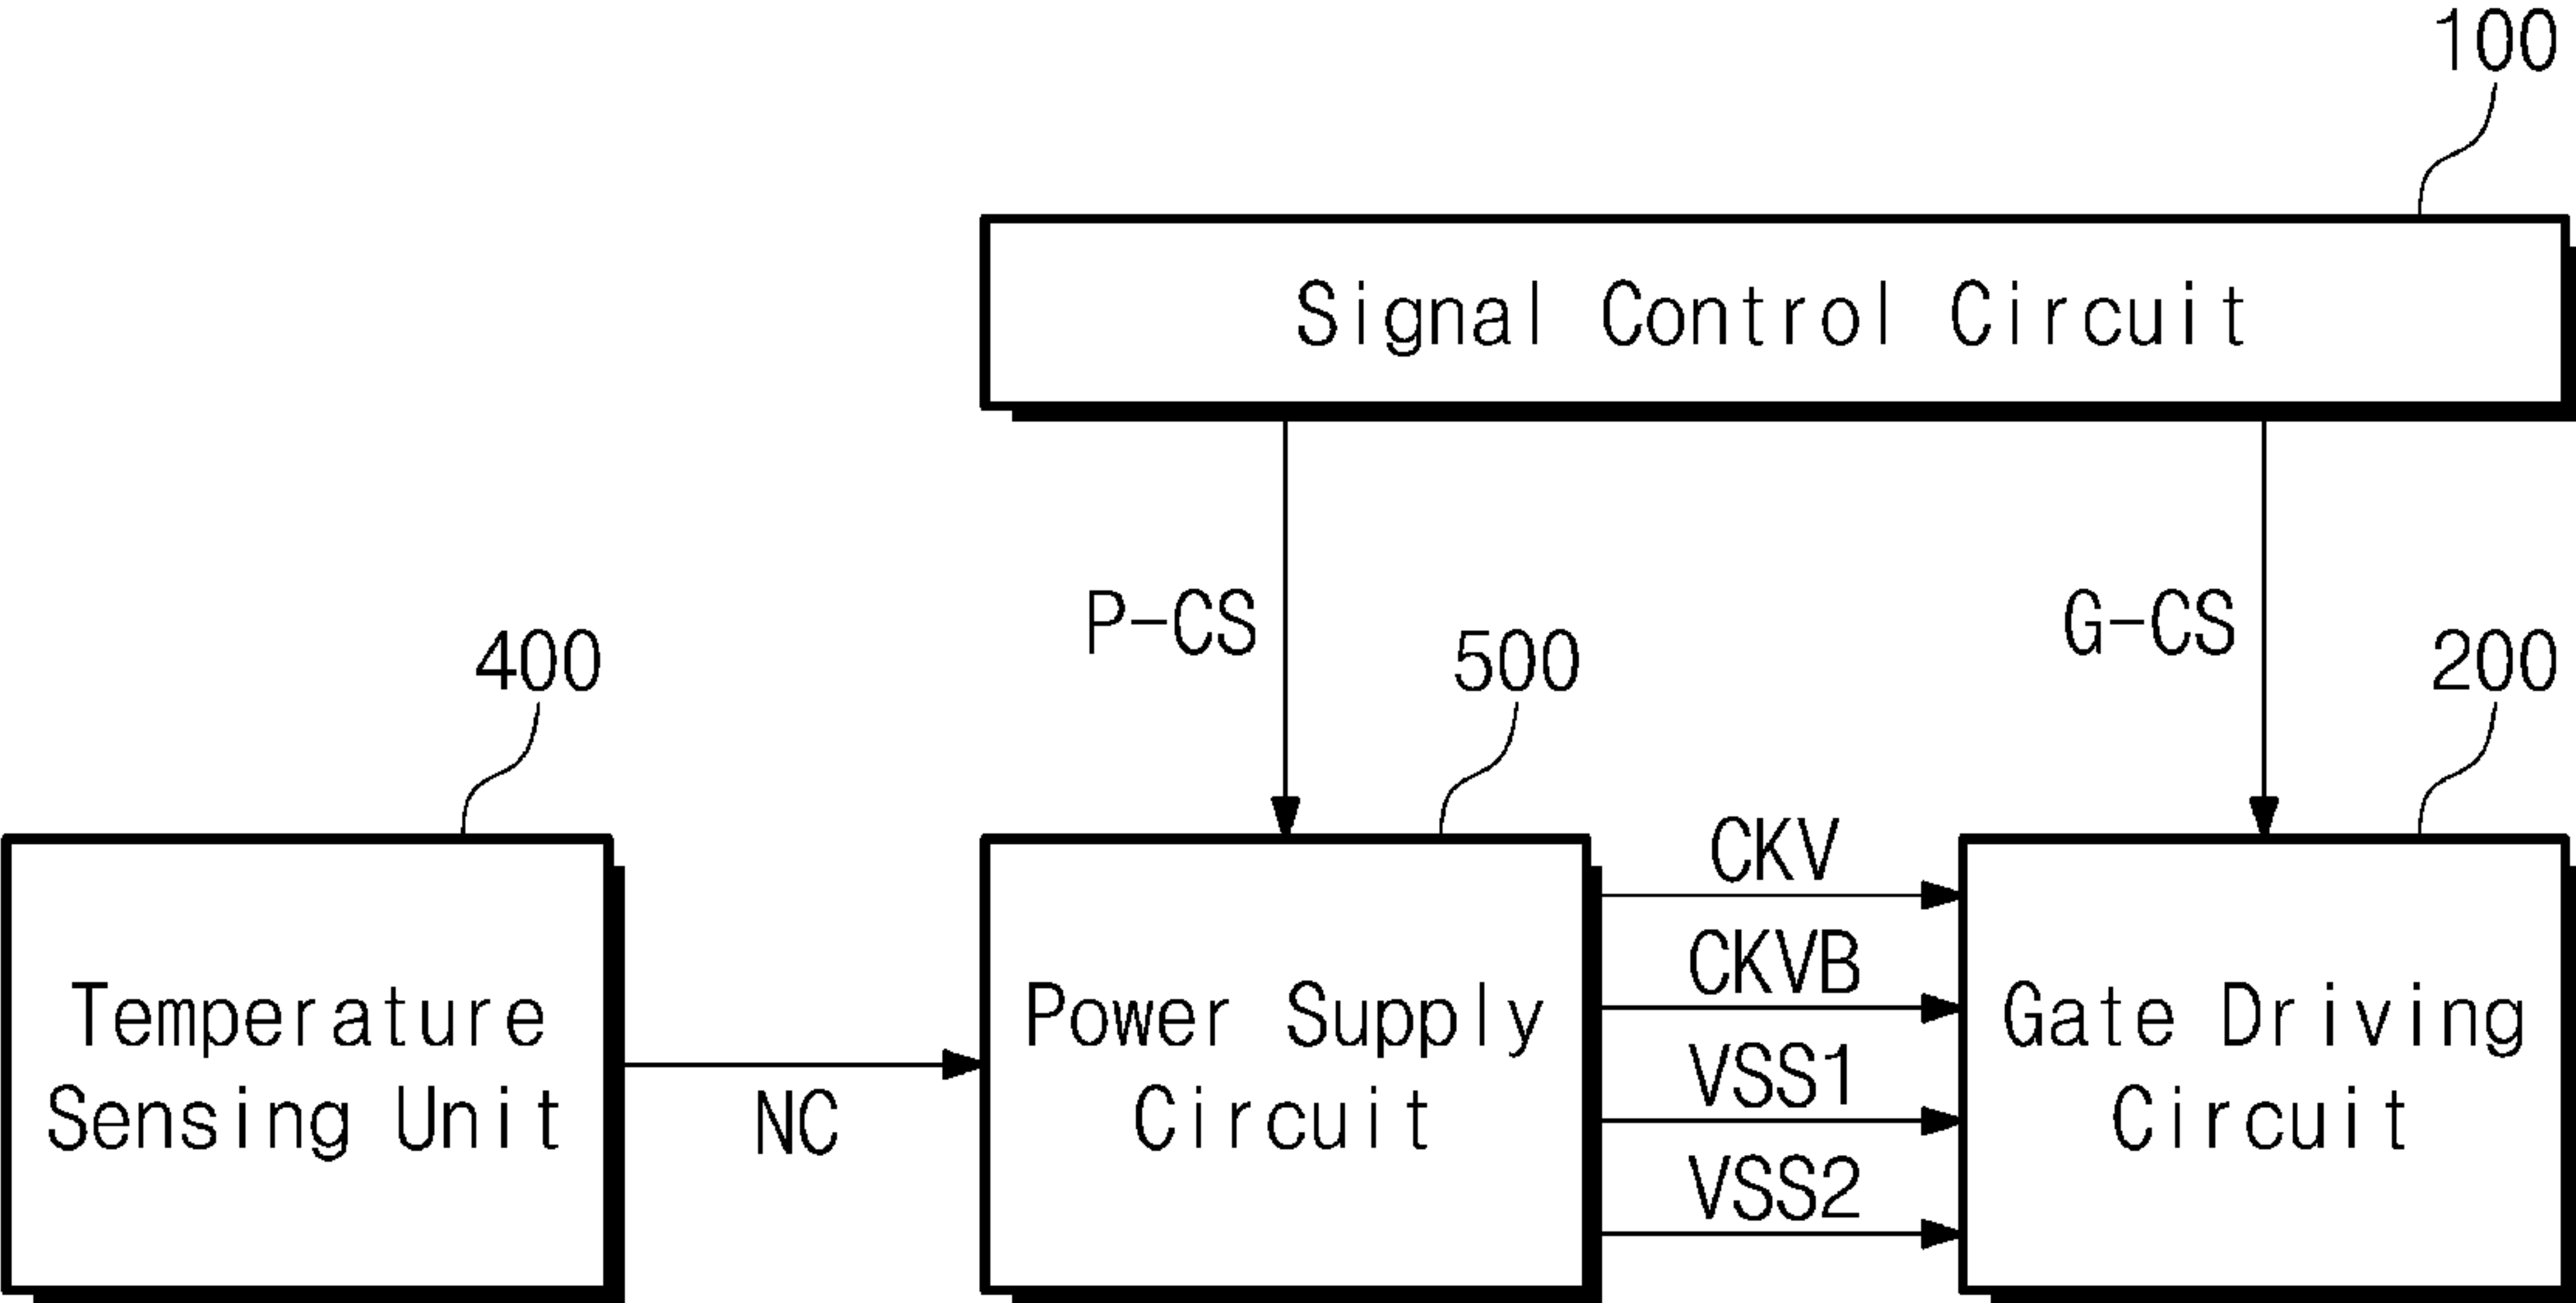 100
Signal Control Circuit
P-CS
G-CS
400
500
200
Temperature
Sensing Unit
NC
Power Supply
Circuit
CKV
CKVB
VSS1
VSS2
Gate Driving
Circuit